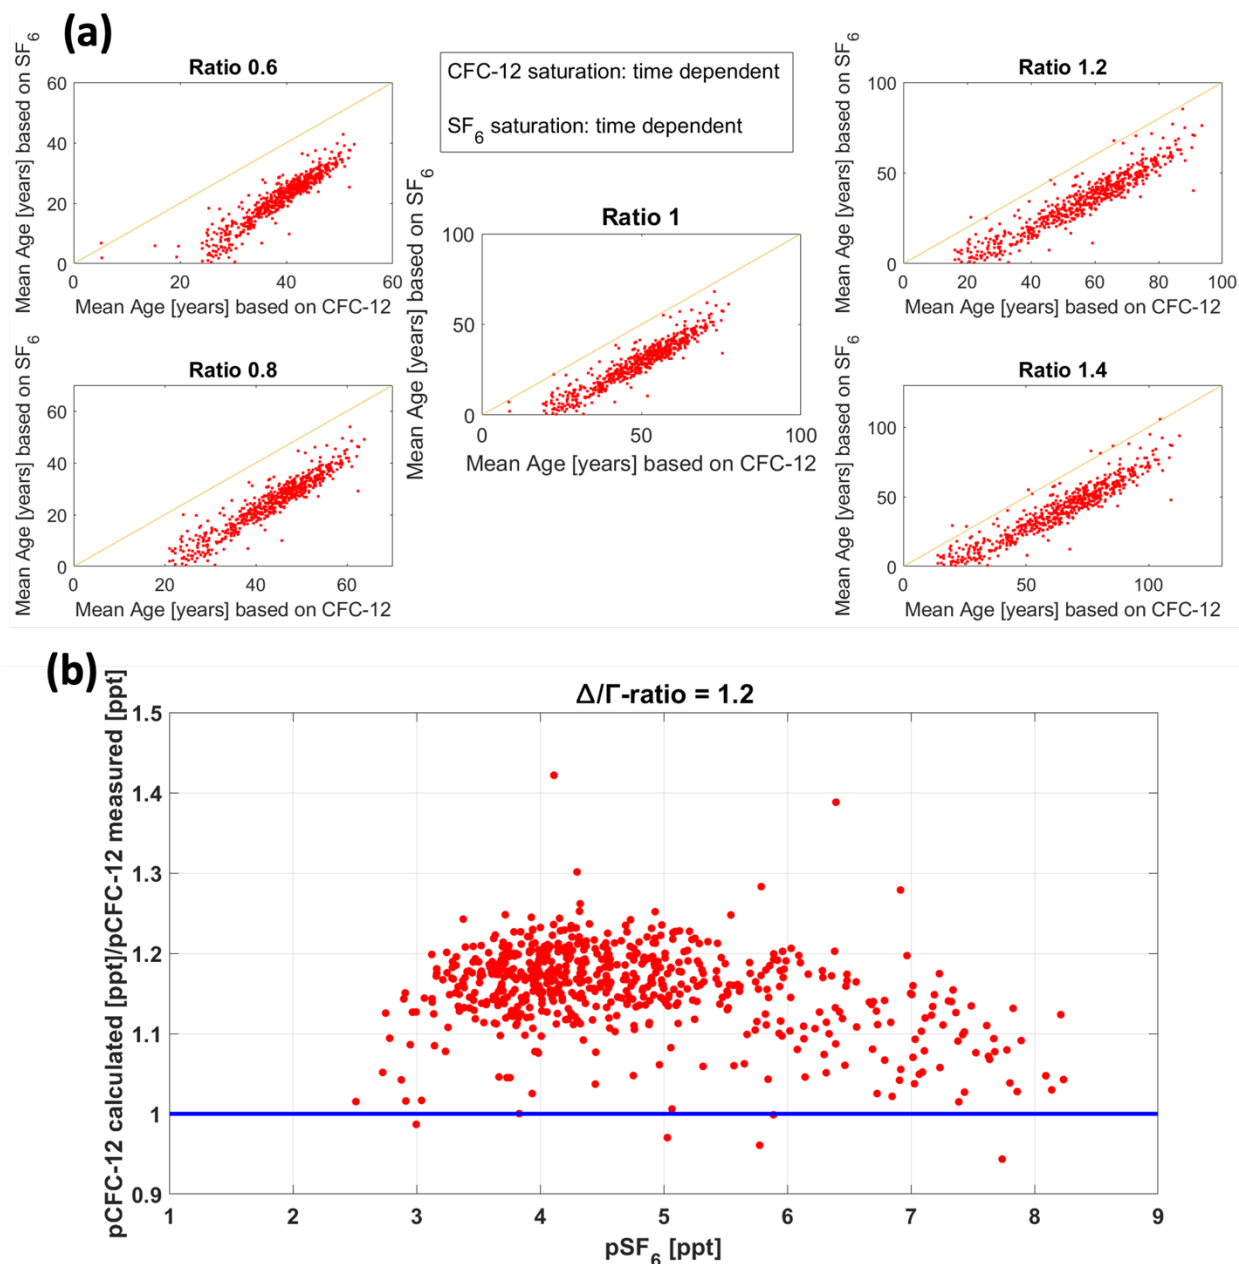 (a)
Ratio 0.6
Mean Age [years] based on SF6
60
40
20
0
0 20 40 60
Mean Age [years] based on CFC-12
CFC-12 saturation: time dependent
SF6 saturation: time dependent
Ratio 1.2
Mean Age [years] based on SF6
100
50
0
0 20 40 60 80 100
Mean Age [years] based on CFC-12
Ratio 1
Mean Age [years] based on SF6
100
50
0
0 50 100
Mean Age [years] based on CFC-12
Ratio 0.8
Mean Age [years] based on SF6
60
40
20
0
0 20 40 60
Mean Age [years] based on CFC-12
Ratio 1.4
Mean Age [years] based on SF6
100
50
0
0 50 100
Mean Age [years] based on CFC-12
(b)
Δ/Γ-ratio = 1.2
pCFC-12 calculated [ppt]/pCFC-12 measured [ppt]
1.5
1.4
1.3
1.2
1.1
1
0.9
1 2 3 4 5 6 7 8 9
pSF6 [ppt]